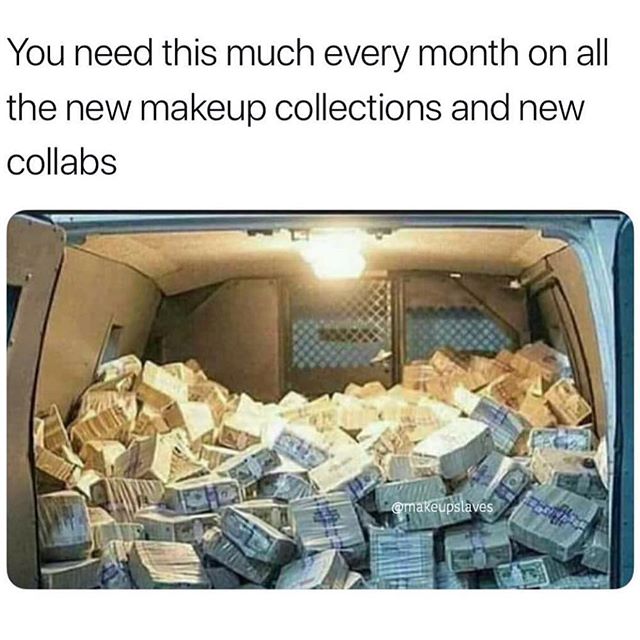 You need this much every month on all
the new makeup collections and new
collabs
@makeupslaves